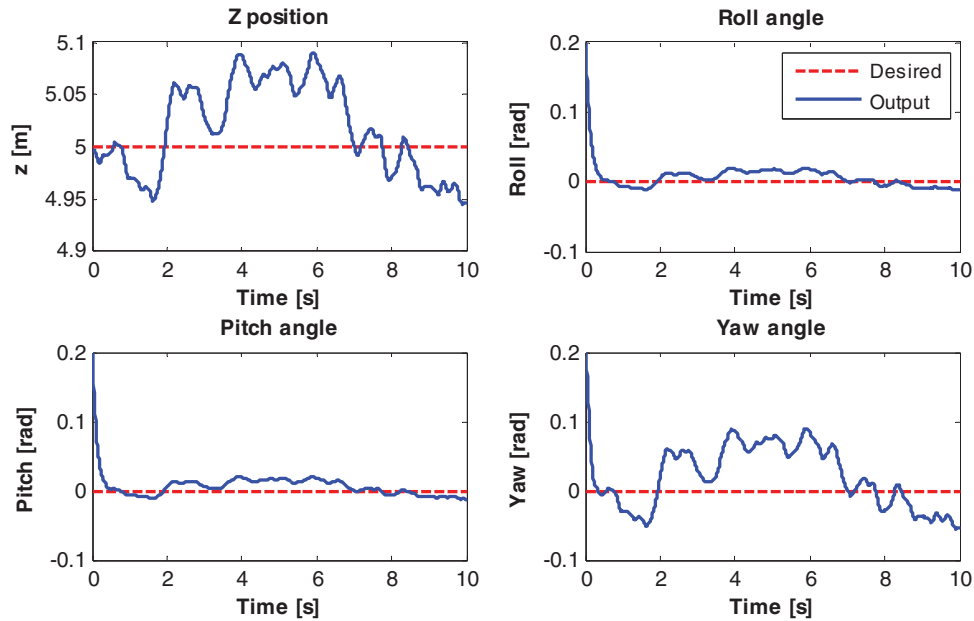 Z position
5.1
5.05
5
4.95
4.9
z [m]
0 2 4 6 8 10
Time [s]
Roll angle
0.2
0.1
0
-0.1
Roll [rad]
Desired
Output
0 2 4 6 8 10
Time [s]
Pitch angle
0.2
0.1
0
-0.1
Pitch [rad]
0 2 4 6 8 10
Time [s]
Yaw angle
0.2
0.1
0
-0.1
Yaw [rad]
0 2 4 6 8 10
Time [s]